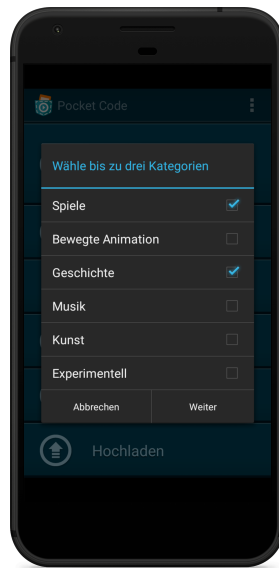 Pocket Code
Wähle bis zu drei Kategorien
Spiele
Bewegte Animation
Geschichte
Musik
Kunst
Experimentell
Abbrechen Weiter
Hochladen